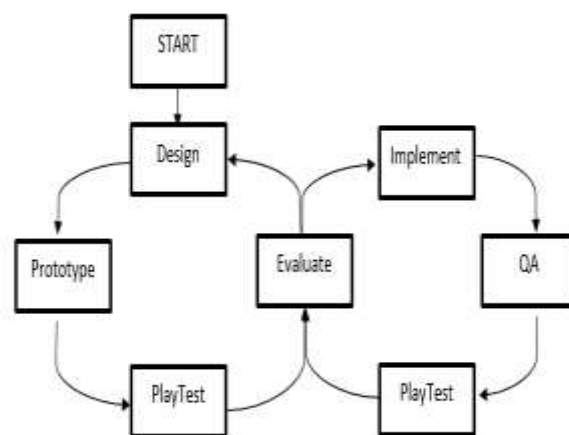 START
Design
Implement
Prototype
Evaluate
QA
PlayTest
PlayTest